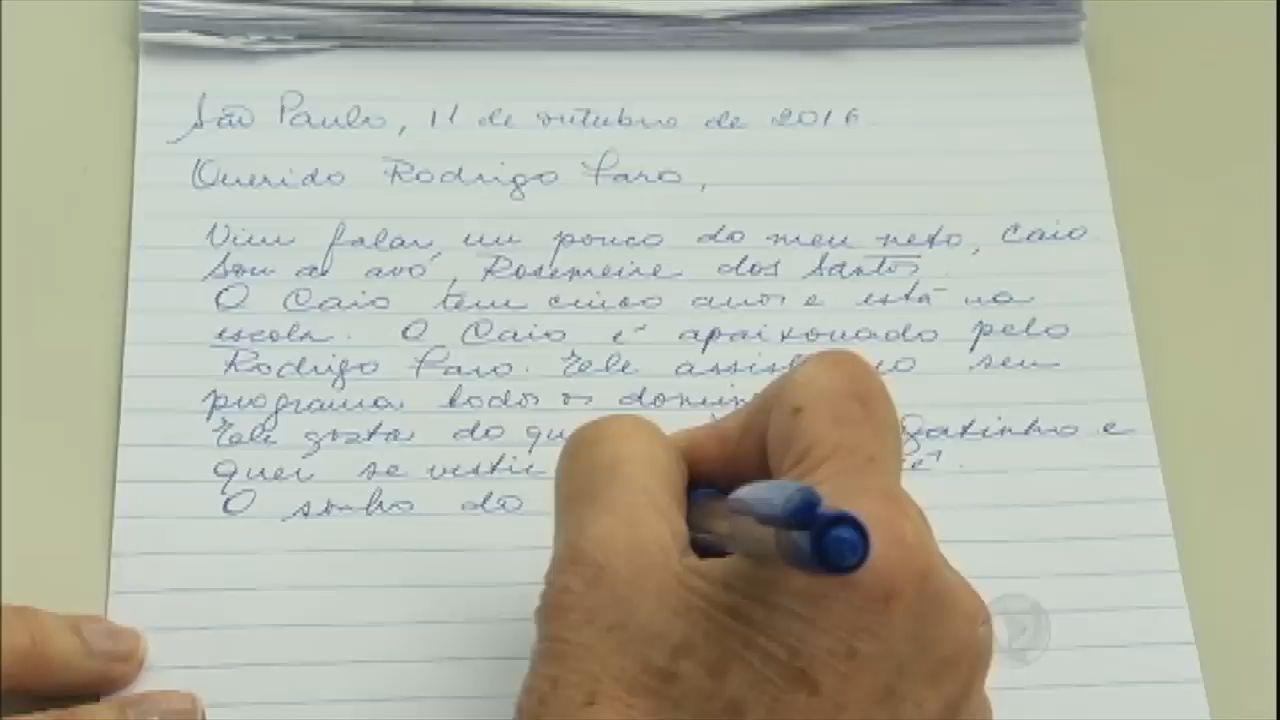 São Paulo, 11 de outubro de 2016
Querido Rodrigo Faro,
Vim falar um pouco do meu neto, Caio
Sou a avó, Rosemeire dos Santos.
O Caio tem cinco anos e está na
escola. O Caio é apaixonado pelo
Rodrigo Faro. Ele assiste o seu
programa todos os
Ele gosta do Gatinho e
quer se vestir
O sonho do